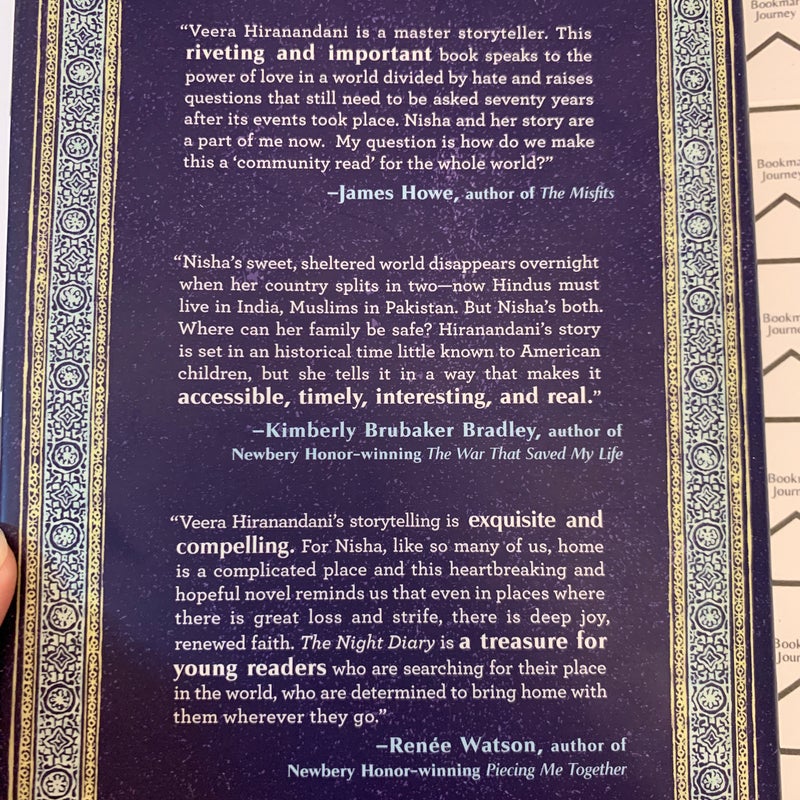 "Veera Hiranandani is a master storyteller. This
riveting and important book speaks to the
power of love in a world divided by hate and raises
questions that still need to be asked seventy years
after its events took place. Nisha and her story are
a part of me now. My question is how do we make
this a 'community read' for the whole world?"
–James Howe, author of The Misfits
"Nisha's sweet, sheltered world disappears overnight
when her country splits in two—now Hindus must
live in India, Muslims in Pakistan. But Nisha's both.
Where can her family be safe? Hiranandani's story
is set in an historical time little known to American
children, but she tells it in a way that makes it
accessible, timely, interesting, and real."
–Kimberly Brubaker Bradley, author of
Newbery Honor-winning The War That Saved My Life
"Veera Hiranandani's storytelling is exquisite and
compelling. For Nisha, like so many of us, home
is a complicated place and this heartbreaking and
hopeful novel reminds us that even in places where
there is great loss and strife, there is deep joy,
renewed faith. The Night Diary is a treasure for
young readers who are searching for their place
in the world, who are determined to bring home with
them wherever they go."
–Renée Watson, author of
Newbery Honor-winning Piecing Me Together
Journey
Journey